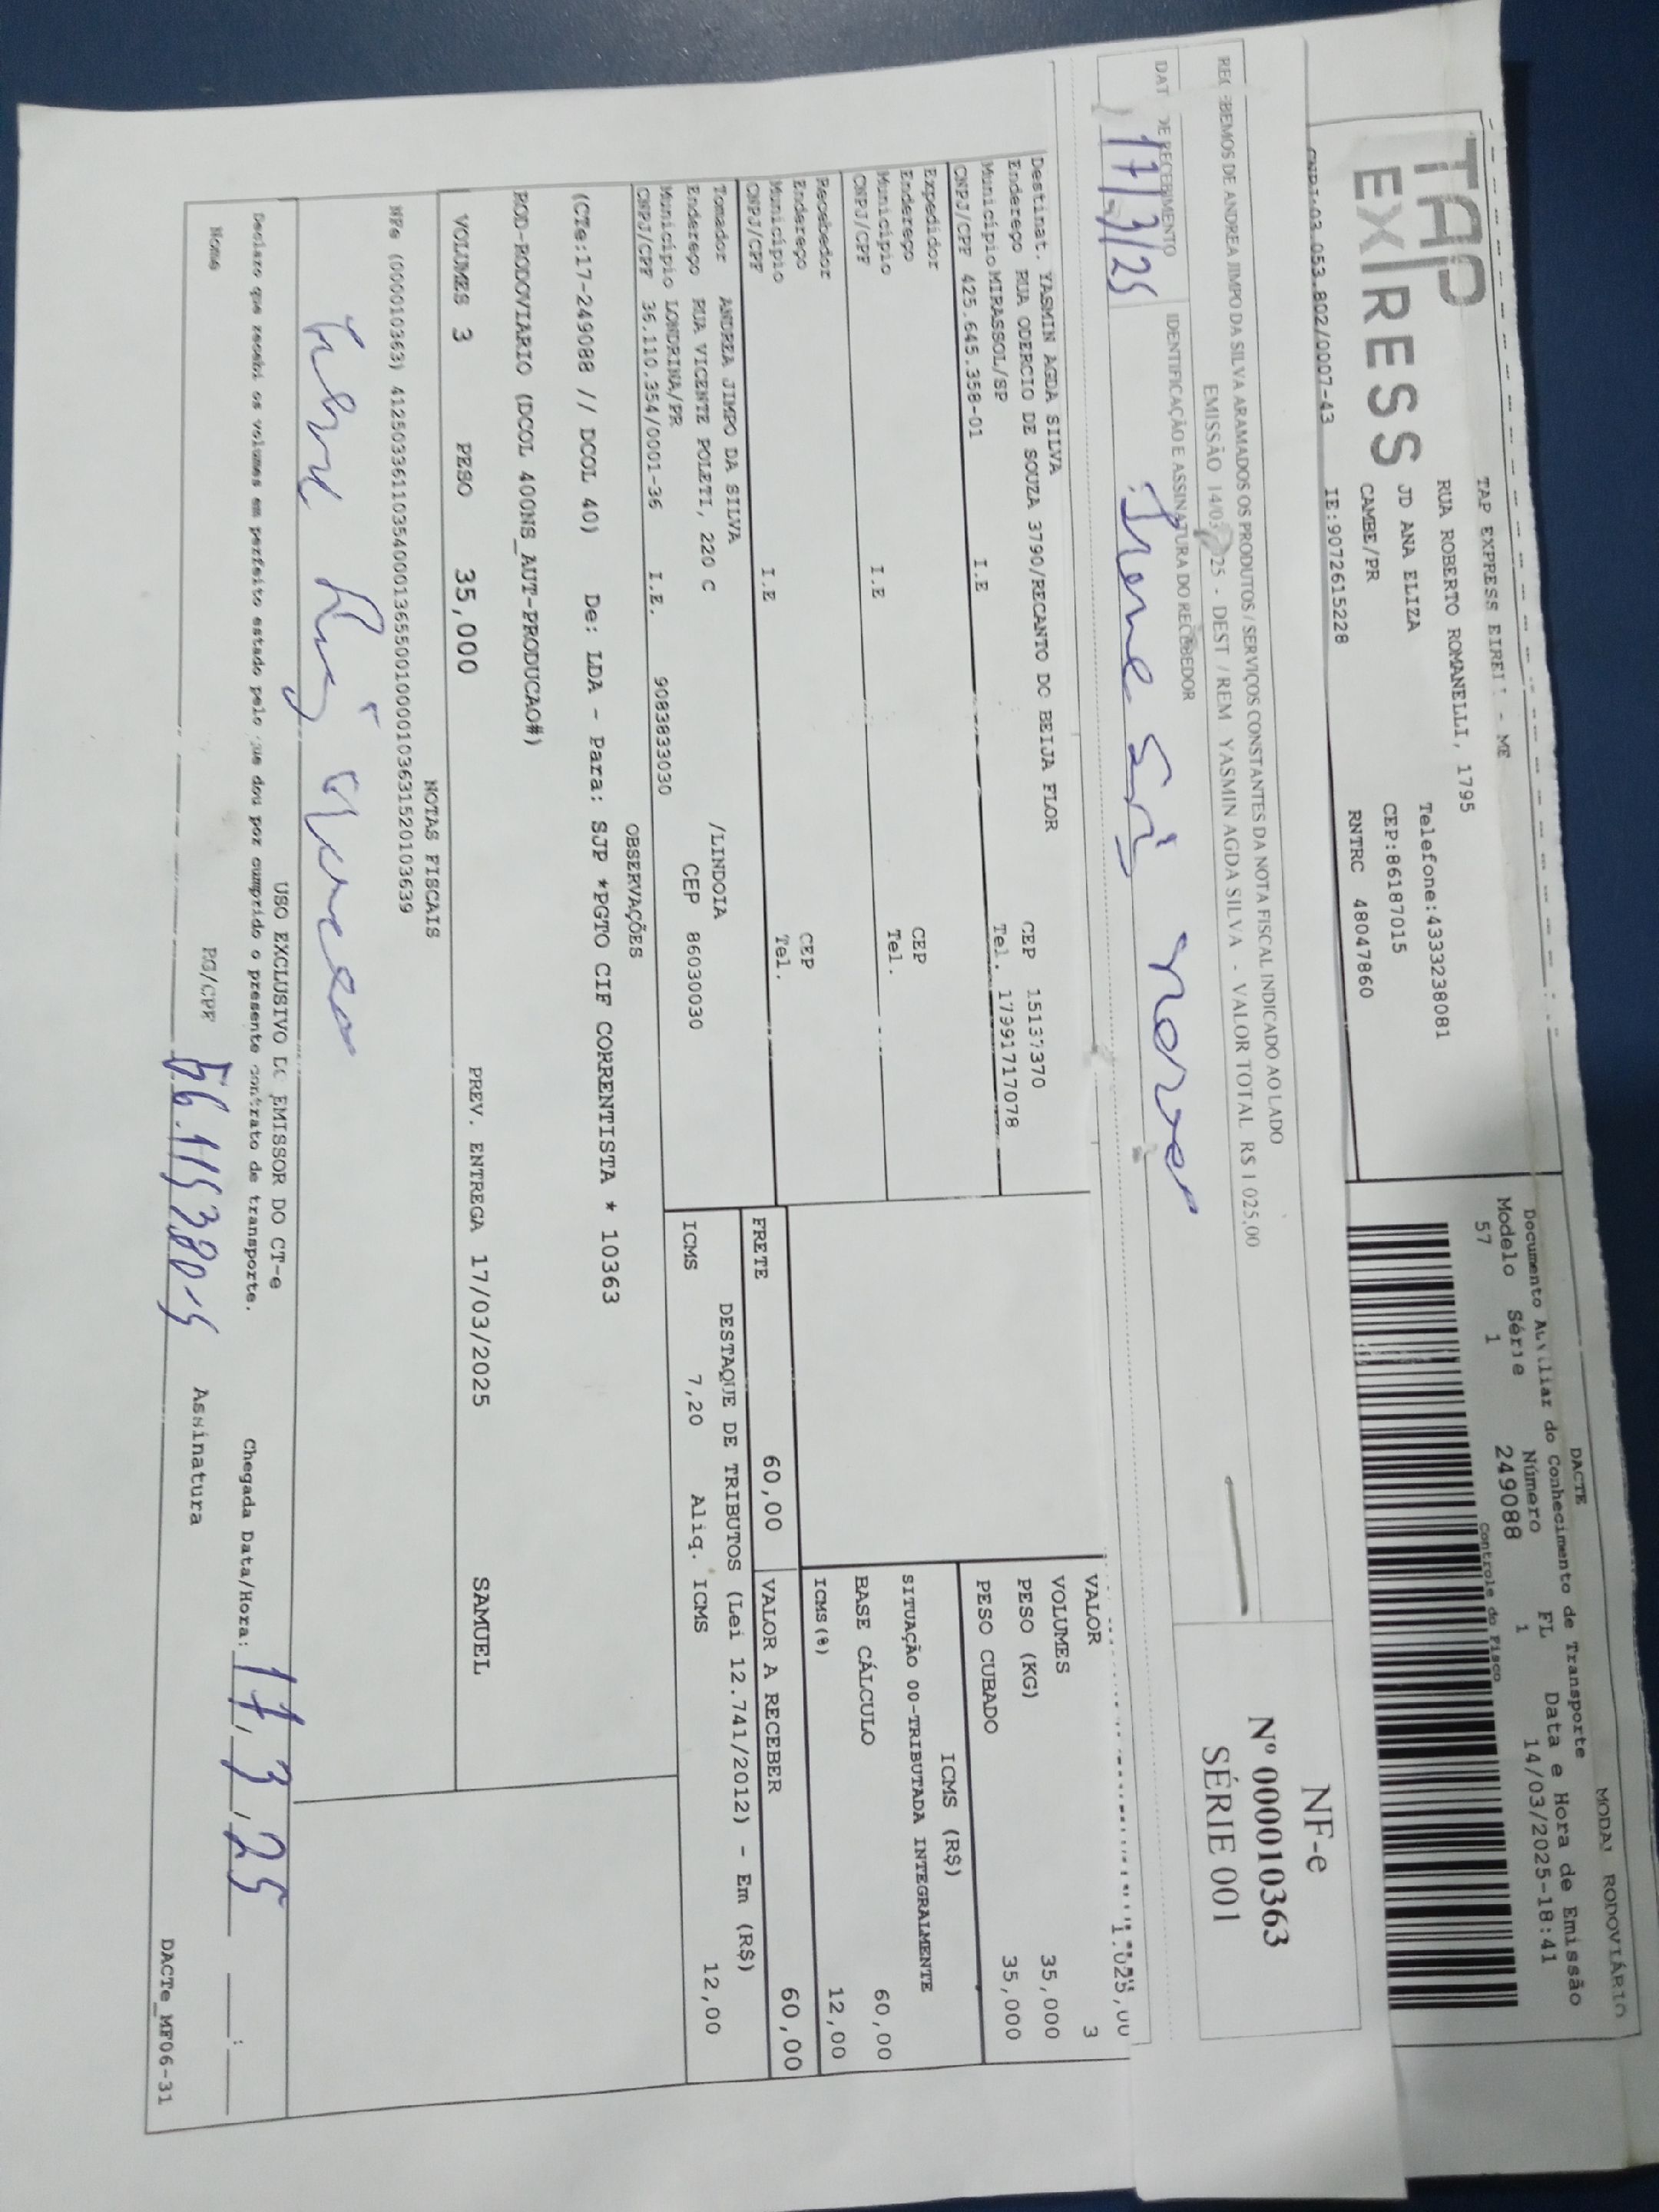 TAP EXPRESS
TAP EXPRESS EIRELI - ME
RUA ROBERTO ROMANELLI, 1795
JD ANA ELIZA
CAMBE/PR
Telefone:4333238081
CEP:86187015
RNTRC 48047860
CNPJ:03.053.802/0007-43 IE:9072615228
MODAL RODOVIÁRIO
DACTE
Documento Auxiliar do Conhecimento de Transporte
Modelo Série Número FL Data e Hora de Emissão
57 1 249088 1 14/03/2025-18:41
Controle do Fisco
RECEBEMOS DE ANDREA JIMPO DA SILVA ARAMADOS OS PRODUTOS / SERVIÇOS CONSTANTES DA NOTA FISCAL INDICADO AO LADO
EMISSÃO 14/03/2025 - DEST / REM YASMIN AGDA SILVA - VALOR TOTAL R$ 1 025,00
DATA DE RECEBIMENTO
IDENTIFICAÇÃO E ASSINATURA DO RECEBEDOR
17/3/25
NF-e
Nº 000010363
SÉRIE 001
Destinat. YASMIN AGDA SILVA
Endereço RUA ODERCIO DE SOUZA 3790/RECANTO DO BEIJA FLOR CEP 15137370
Município MIRASSOL/SP Tel. 17991717078
CNPJ/CPF 425.645.358-01 I.E
Expedidor
Endereço CEP
Município Tel.
CNPJ/CPF I.E
Recebedor
Endereço CEP
Município Tel.
CNPJ/CPF I.E
Tomador ANDREA JIMPO DA SILVA
Endereço RUA VICENTE POLETI, 220 C /LINDOIA
Município LONDRINA/PR CEP 86030030
CNPJ/CPF 36.110.354/0001-36 I.E. 9083833030
VALOR 1.025,00
VOLUMES 3
PESO (KG) 35,000
PESO CUBADO 35,000
ICMS (R$)
SITUAÇÃO 00-TRIBUTADA INTEGRALMENTE
BASE CÁLCULO 60,00
ICMS(%) 12,00
FRETE 60,00 VALOR A RECEBER 60,00
DESTAQUE DE TRIBUTOS (Lei 12.741/2012) - Em (R$)
ICMS 7,20 Aliq. ICMS 12,00
OBSERVAÇÕES
(CTe:17-249088 // DCOL 40) De: LDA - Para: SJP *PGTO CIF CORRENTISTA * 10363
ROD-RODOVIARIO (DCOL 400NS_AUT-PRODUCAO#)
VOLUMES 3 PESO 35,000 PREV. ENTREGA 17/03/2025 SAMUEL
NOTAS FISCAIS
NFe (000010363) 41250336110354000136550010000103631520103639
USO EXCLUSIVO DO EMISSOR DO CT-e
Declaro que recebi os volumes em perfeito estado pelo que dou por cumprido o presente contrato de transporte.
Chegada Data/Hora: 17/3/25 :
Nome RG/CPF Assinatura
DACTe_MF06-31